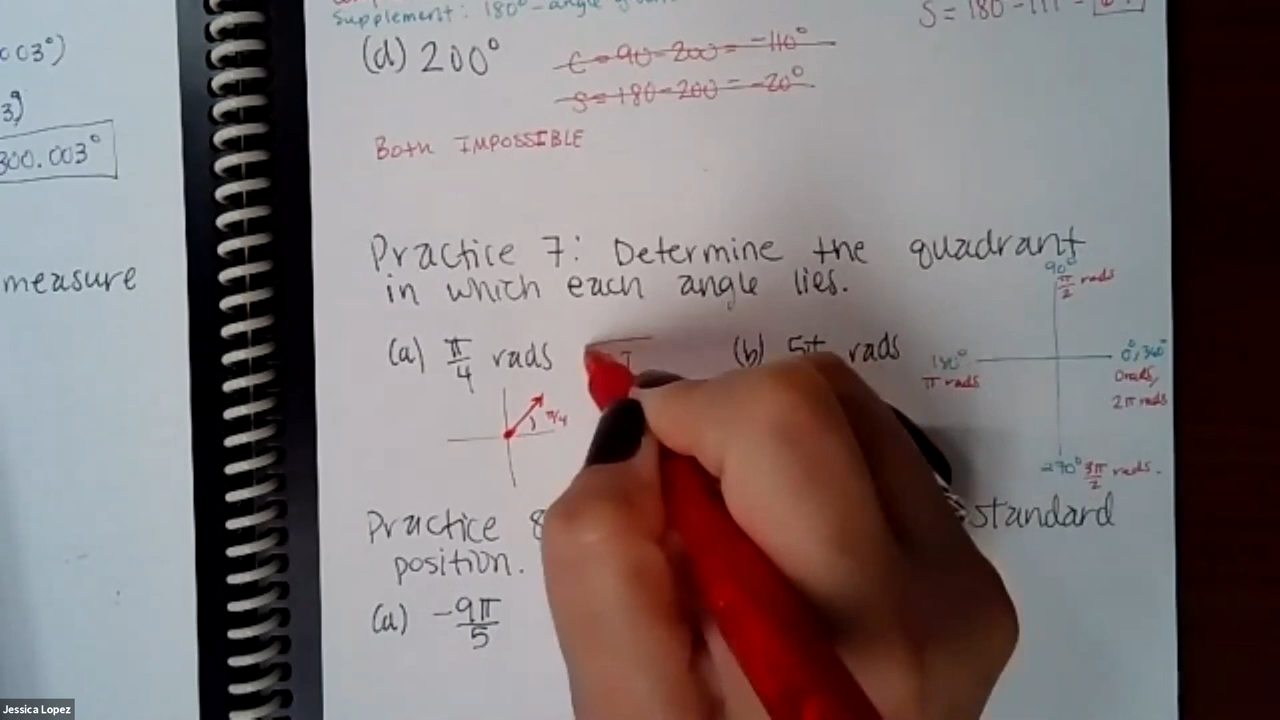 003°)
3)
300.003°
measure
Supplement: 180° - angle given
S = 180 - 111 =
(d) 200°
C = 90 - 200 = -110°
S = 180 - 200 = -20°
BOTH IMPOSSIBLE
Practice 7: Determine the quadrant
in which each angle lies.
(a) π/4 rads
π/4
(b) 5π rads
90°
π/2 rads
180°
π rads
0°, 360°
0 rads,
2π rads
270° 3π/2 rads.
Practice 8 standard
position.
(a) -9π/5
Jessica Lopez